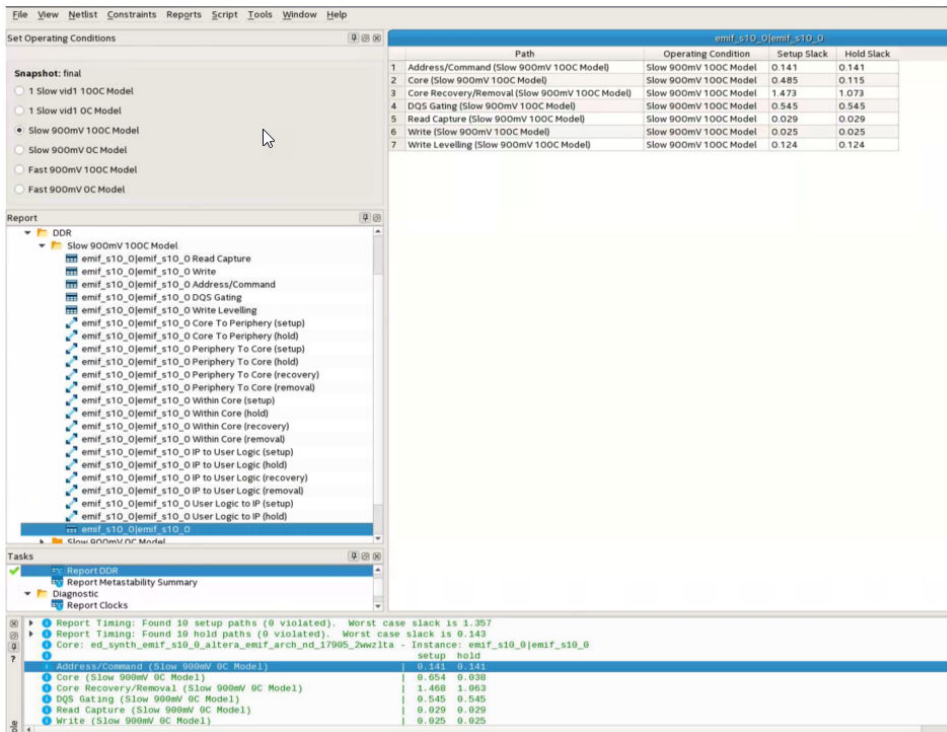 File View Netlist Constraints Reports Script Tools Window Help
Set Operating Conditions
Snapshot: final
1 Slow vid1 100C Model
1 Slow vid1 0C Model
Slow 900mV 100C Model
Slow 900mV 0C Model
Fast 900mV 100C Model
Fast 900mV 0C Model
Report
DDR
Slow 900mV 100C Model
emif_s10_0|emif_s10_0 Read Capture
emif_s10_0|emif_s10_0 Write
emif_s10_0|emif_s10_0 Address/Command
emif_s10_0|emif_s10_0 DQS Gating
emif_s10_0|emif_s10_0 Write Levelling
emif_s10_0|emif_s10_0 Core To Periphery (setup)
emif_s10_0|emif_s10_0 Core To Periphery (hold)
emif_s10_0|emif_s10_0 Periphery To Core (setup)
emif_s10_0|emif_s10_0 Periphery To Core (hold)
emif_s10_0|emif_s10_0 Periphery To Core (recovery)
emif_s10_0|emif_s10_0 Periphery To Core (removal)
emif_s10_0|emif_s10_0 Within Core (setup)
emif_s10_0|emif_s10_0 Within Core (hold)
emif_s10_0|emif_s10_0 Within Core (recovery)
emif_s10_0|emif_s10_0 Within Core (removal)
emif_s10_0|emif_s10_0 IP to User Logic (setup)
emif_s10_0|emif_s10_0 IP to User Logic (hold)
emif_s10_0|emif_s10_0 IP to User Logic (recovery)
emif_s10_0|emif_s10_0 IP to User Logic (removal)
emif_s10_0|emif_s10_0 User Logic to IP (setup)
emif_s10_0|emif_s10_0 User Logic to IP (hold)
emif_s10_0|emif_s10_0
Slow 900mV 0C Model
Tasks
Report DDR
Report Metastability Summary
Diagnostic
Report Clocks
emif_s10_0|emif_s10_0
Path Operating Condition Setup Slack Hold Slack
1 Address/Command (Slow 900mV 100C Model) Slow 900mV 100C Model 0.141 0.141
2 Core (Slow 900mV 100C Model) Slow 900mV 100C Model 0.485 0.115
3 Core Recovery/Removal (Slow 900mV 100C Model) Slow 900mV 100C Model 1.473 1.073
4 DQS Gating (Slow 900mV 100C Model) Slow 900mV 100C Model 0.545 0.545
5 Read Capture (Slow 900mV 100C Model) Slow 900mV 100C Model 0.029 0.029
6 Write (Slow 900mV 100C Model) Slow 900mV 100C Model 0.025 0.025
7 Write Levelling (Slow 900mV 100C Model) Slow 900mV 100C Model 0.124 0.124
Report Timing: Found 10 setup paths (0 violated). Worst case slack is 1.357
Report Timing: Found 10 hold paths (0 violated). Worst case slack is 0.143
Core: ed_synth_emif_s10_0_altera_emif_arch_nd_17905_2wwzlta - Instance: emif_s10_0|emif_s10_0
setup hold
Address/Command (Slow 900mV 0C Model) | 0.141 0.141
Core (Slow 900mV 0C Model) | 0.654 0.038
Core Recovery/Removal (Slow 900mV 0C Model) | 1.468 1.063
DQS Gating (Slow 900mV 0C Model) | 0.545 0.545
Read Capture (Slow 900mV 0C Model) | 0.029 0.029
Write (Slow 900mV 0C Model) | 0.025 0.025